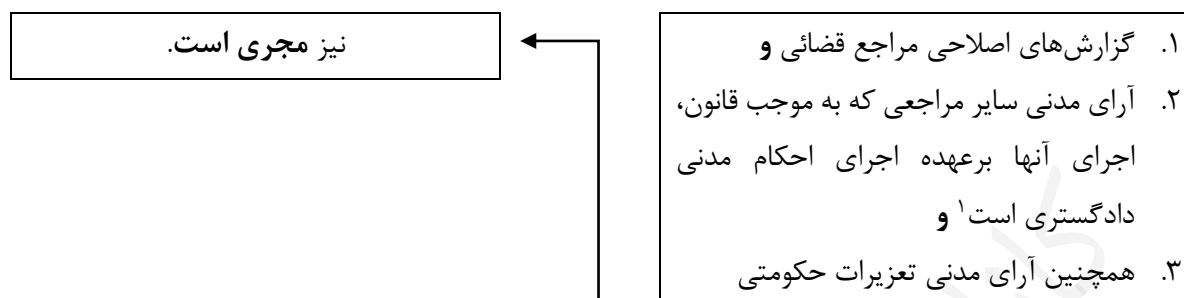 ۱. گزارش‌های اصلاحی مراجع قضائی و
۲. آرای مدنی سایر مراجعی که به موجب قانون،
اجرای آنها برعهده اجرای احکام مدنی
دادگستری است۱ و
۳. همچنین آرای مدنی تعزیرات حکومتی
نیز مجری است.